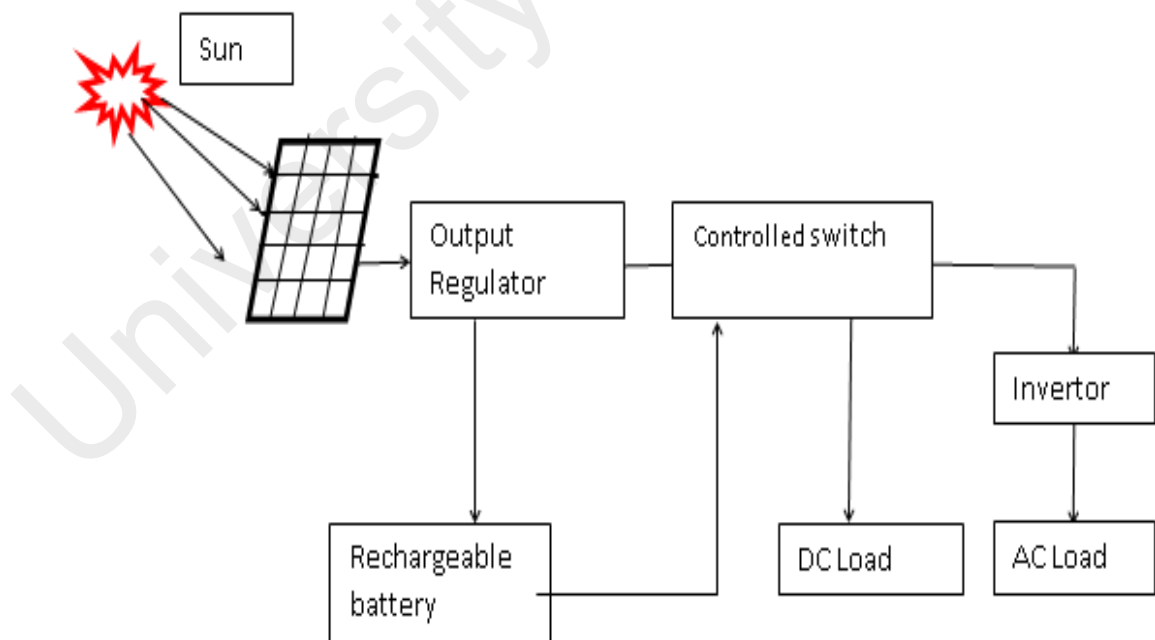 Sun
Output
Regulator
Controlled switch
Invertor
Rechargeable
battery
DC Load
AC Load
University